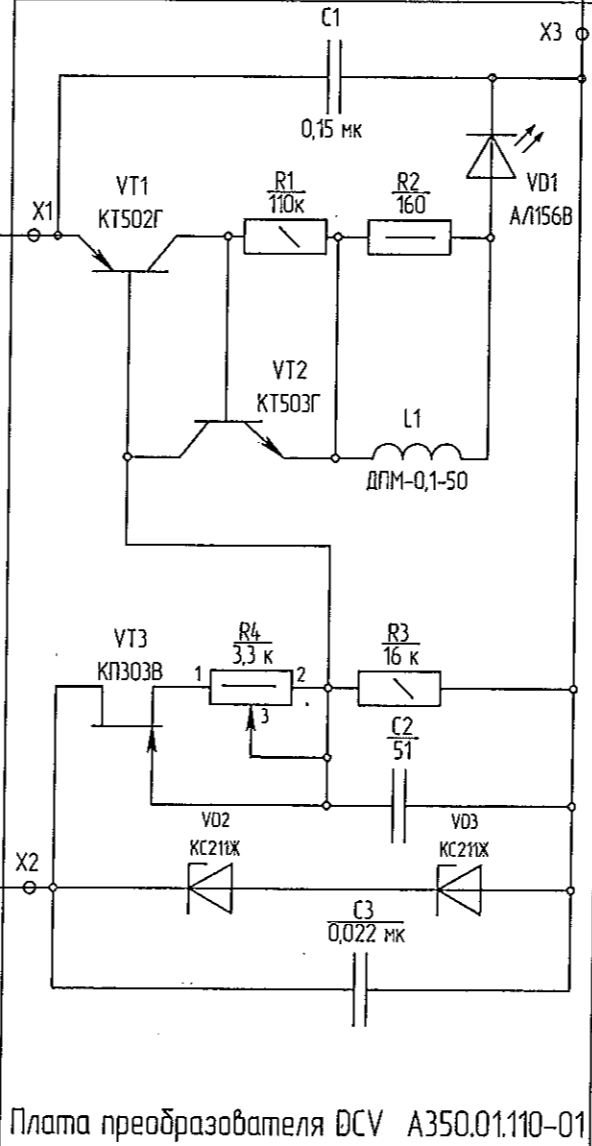 C1
X3
0,15 мк
VT1
КТ502Г
R1
110к
R2
160
VD1
АЛ156В
X1
VT2
КТ503Г
L1
ДПМ-0,1-50
VT3
КП303В
R4
3,3 к
1
2
3
R3
16 к
C2
51
VD2
КС211Ж
VD3
КС211Ж
X2
C3
0,022 мк
Плата преобразователя DCV А350.01.110-01